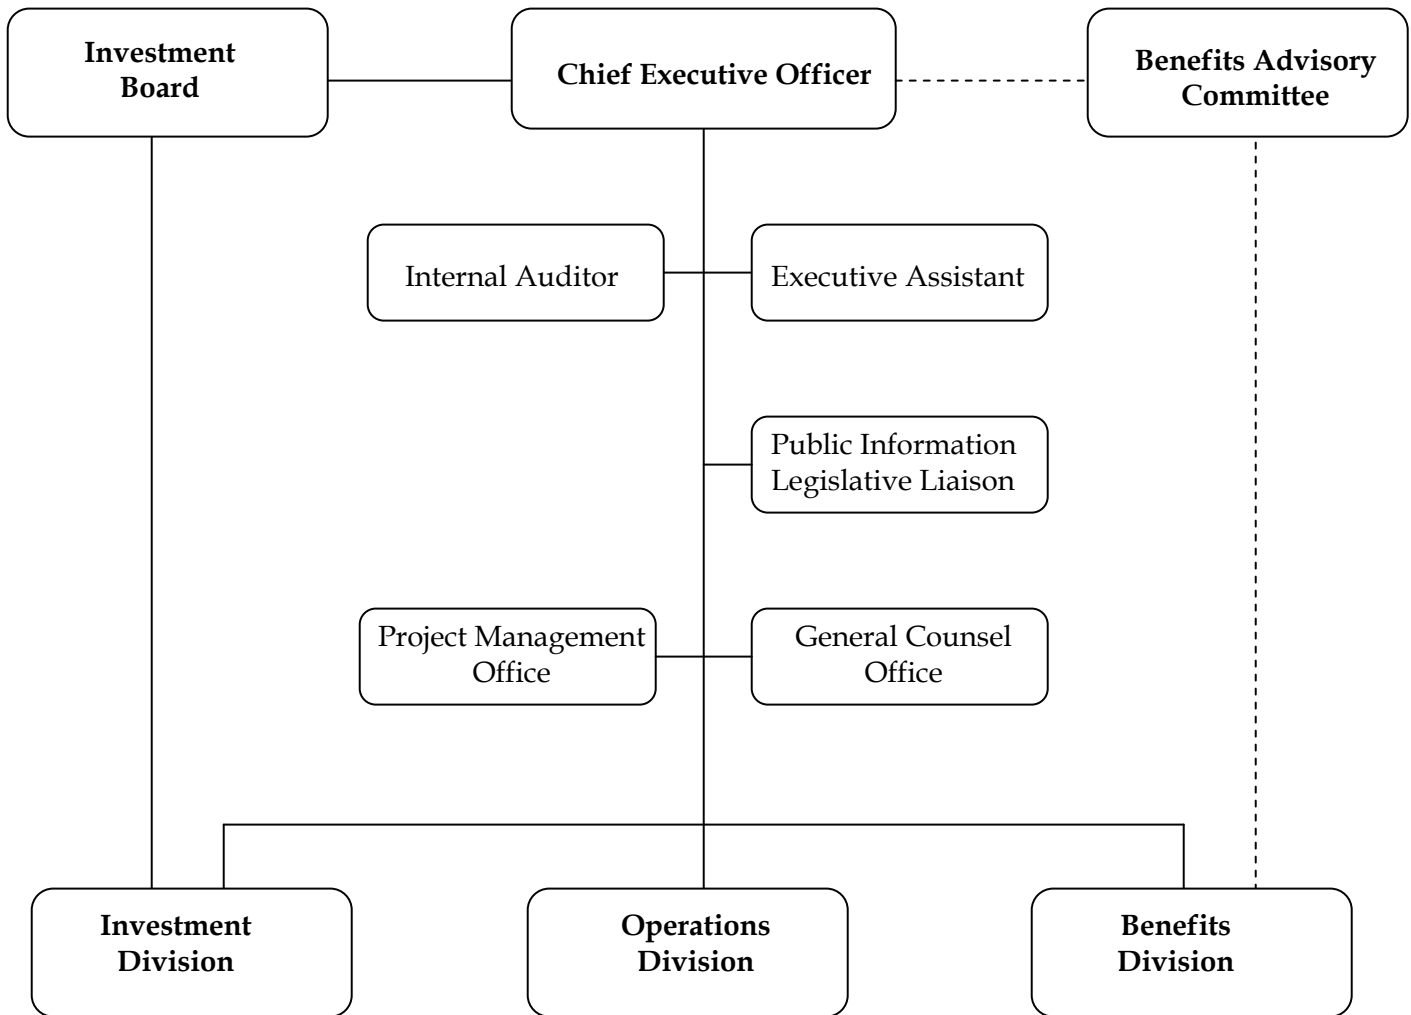 Investment
Board
Chief Executive Officer
Benefits Advisory
Committee
Internal Auditor
Executive Assistant
Public Information
Legislative Liaison
Project Management
Office
General Counsel
Office
Investment
Division
Operations
Division
Benefits
Division